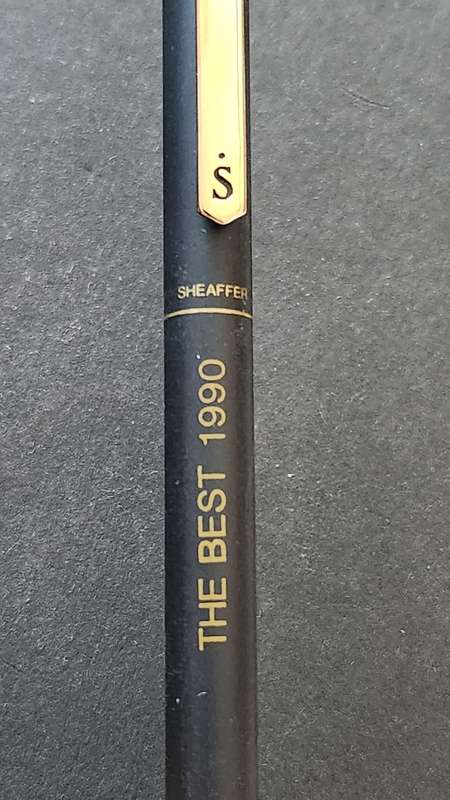 Ṡ
SHEAFFER
THE BEST 1990